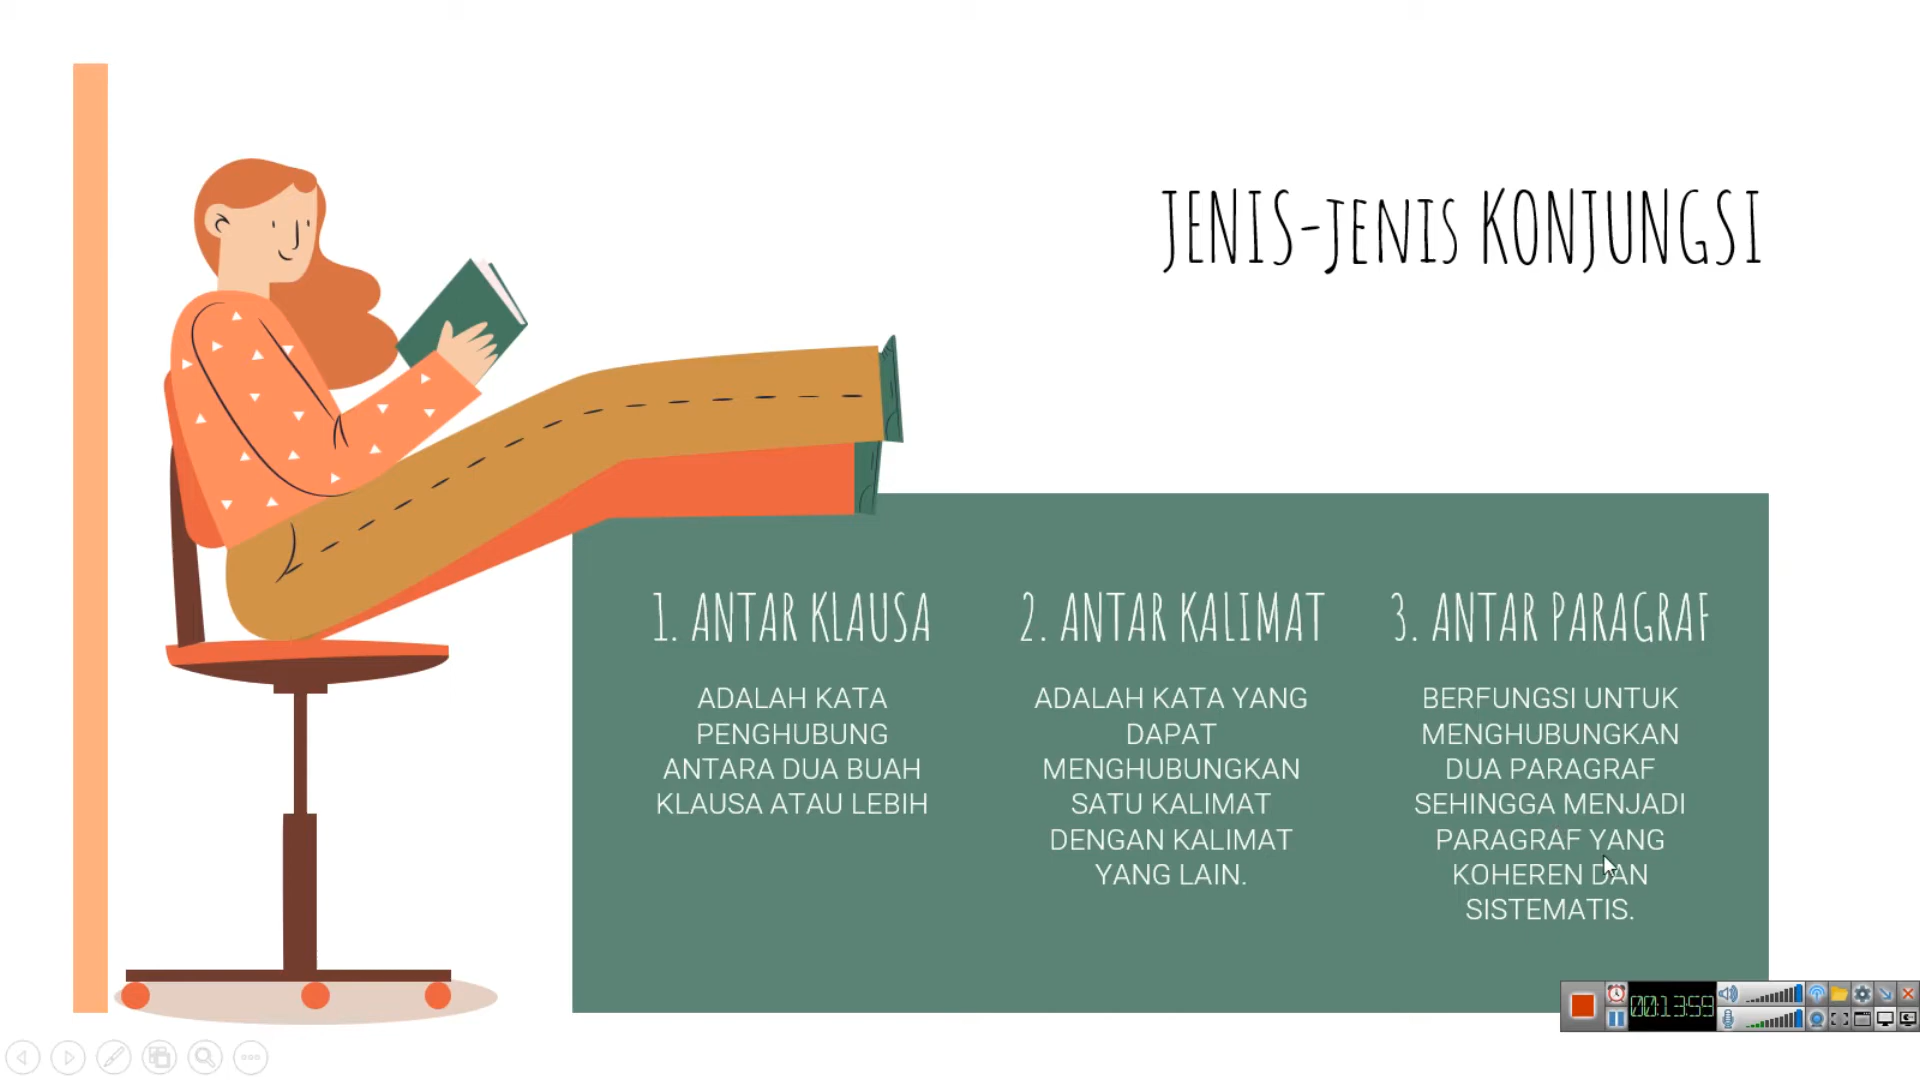 JENIS-JENIS KONJUNGSI
1. ANTAR KLAUSA
ADALAH KATA
PENGHUBUNG
ANTARA DUA BUAH
KLAUSA ATAU LEBIH
2. ANTAR KALIMAT
ADALAH KATA YANG
DAPAT
MENGHUBUNGKAN
SATU KALIMAT
DENGAN KALIMAT
YANG LAIN.
3. ANTAR PARAGRAF
BERFUNGSI UNTUK
MENGHUBUNGKAN
DUA PARAGRAF
SEHINGGA MENJADI
PARAGRAF YANG
KOHEREN DAN
SISTEMATIS.
00:13:59